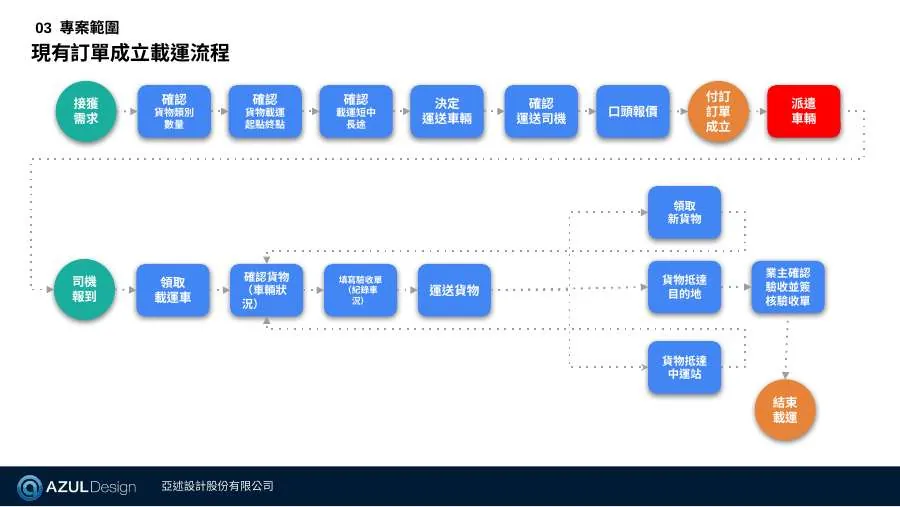 03 專案範圍
現有訂單成立載運流程
接獲
需求
確認
貨物類別
數量
確認
貨物載運
起點終點
確認
載運短中
長途
決定
運送車輛
確認
運送司機
口頭報價
付訂
訂單
成立
派遣
車輛
領取
新貨物
司機
報到
領取
載運車
確認貨物
（車輛狀
況）
填寫驗收單
（紀錄車
況）
運送貨物
貨物抵達
目的地
業主確認
驗收並簽
核驗收單
貨物抵達
中運站
結束
載運
AZUL Design 亞述設計股份有限公司